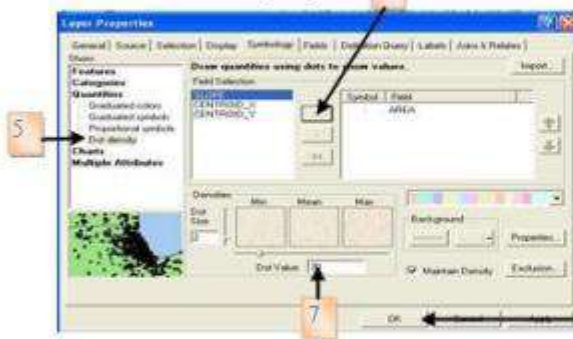 Layer Properties
General | Source | Selection | Display | Symbology | Fields | Definition Query | Labels | Joins & Relates
Show:
Features
Categories
Quantities
Graduated colors
Graduated symbols
Proportional symbols
Dot density
Charts
Multiple Attributes
Draw quantities using dots to show values.
Import...
Field Selection
CENTROID_X
CENTROID_Y
Symbol | Field
AREA
5
Densities
Min
Mean
Max
Dot Size
Dot Value
Background
Properties...
Maintain Density
Exclusion...
7
OK
Cancel
Apply